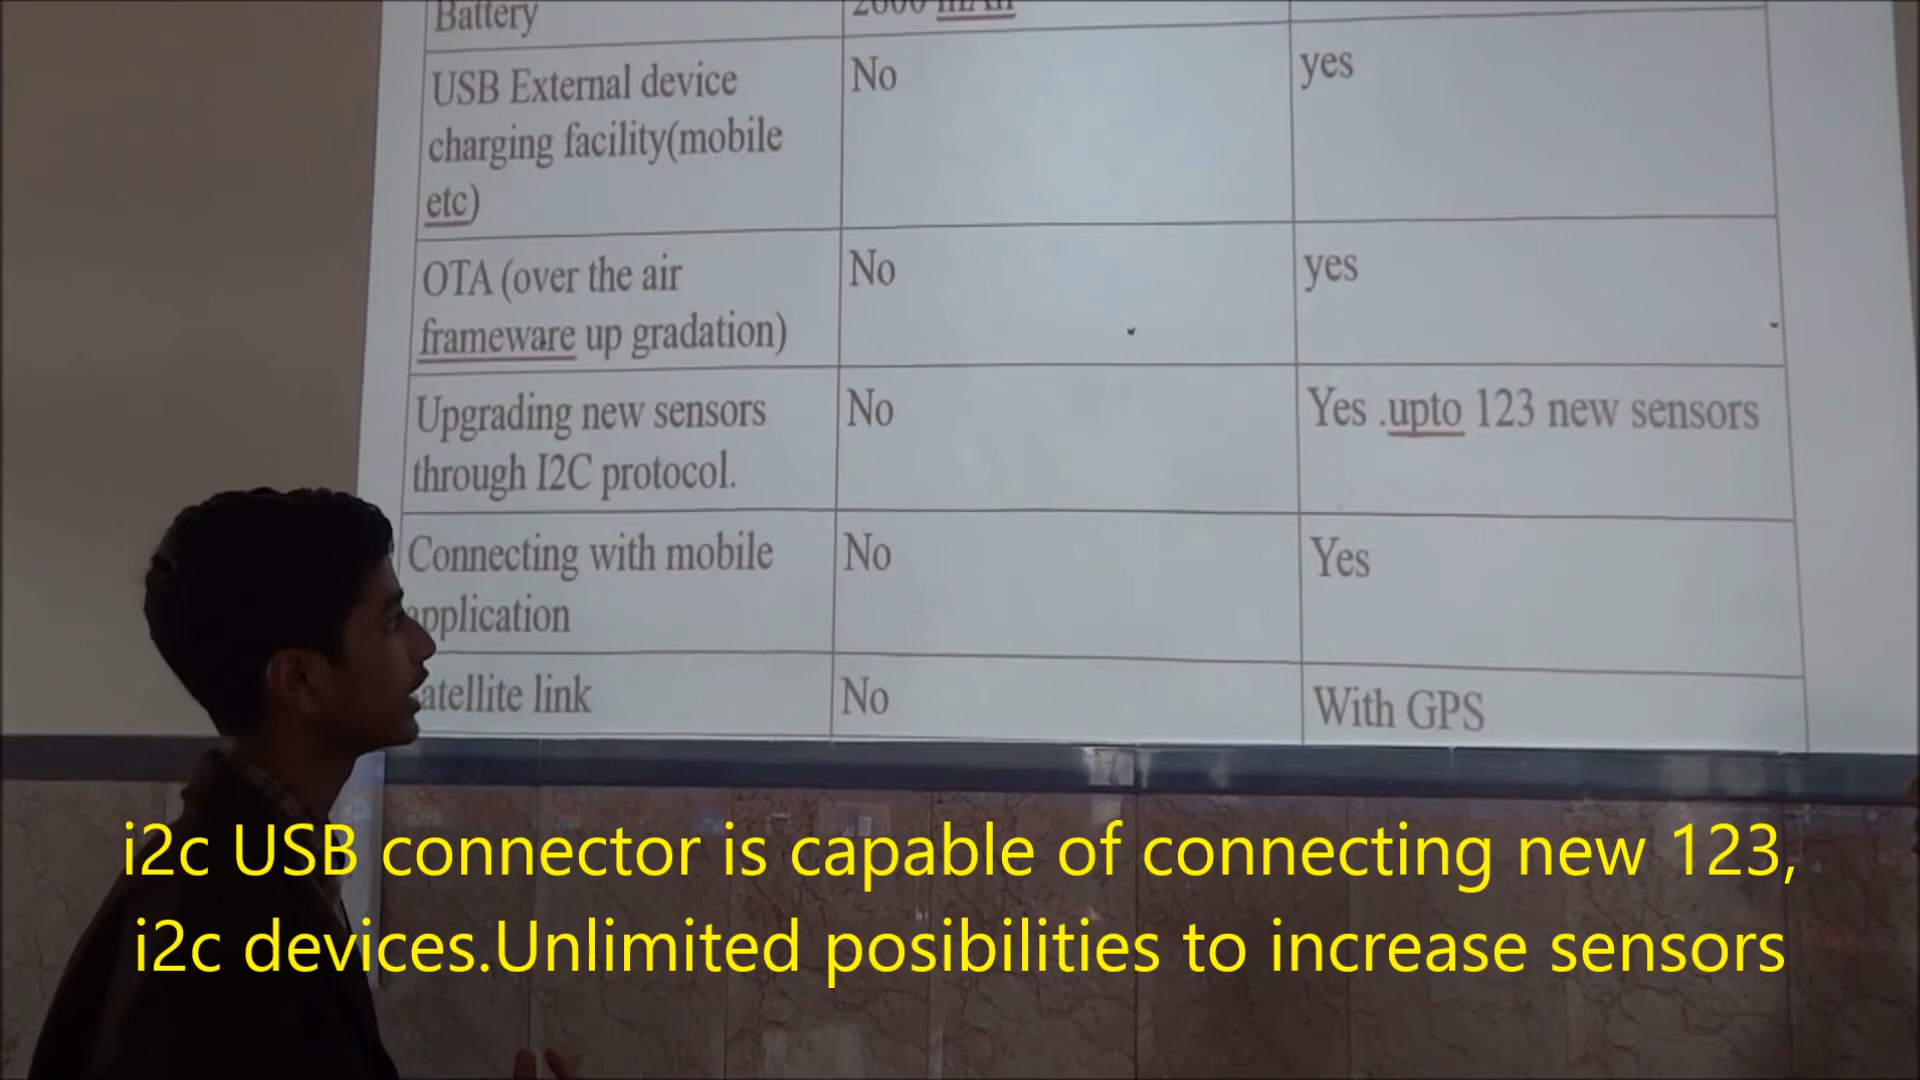 Battery
2600 mAh
USB External device
No
yes
charging facility(mobile
etc)
OTA (over the air
No
yes
frameware up gradation)
Upgrading new sensors
No
Yes .upto 123 new sensors
through I2C protocol.
Connecting with mobile
No
Yes
application
atellite link
No
With GPS
i2c USB connector is capable of connecting new 123,
i2c devices.Unlimited posibilities to increase sensors